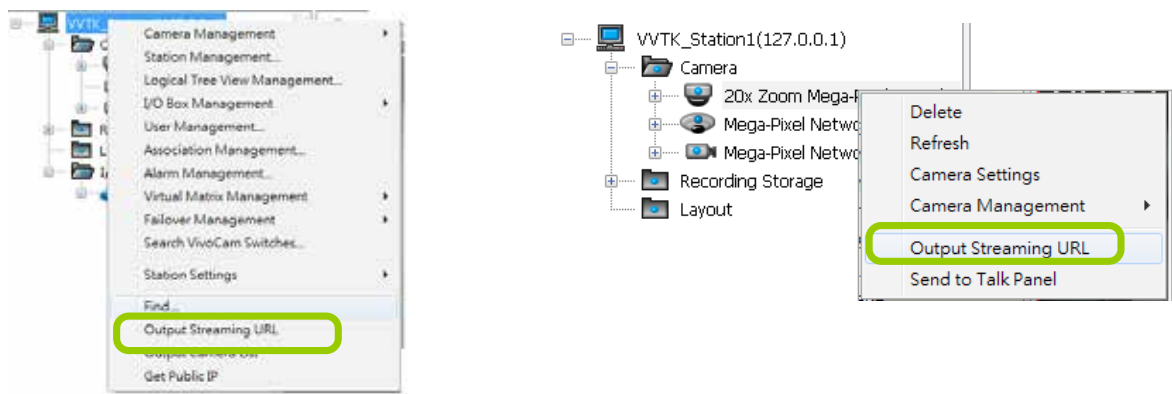 VVTK_
Camera Management
Station Management...
Logical Tree View Management...
I/O Box Management
User Management...
Association Management...
Alarm Management...
Virtual Matrix Management
Failover Management
Search VivoCam Switches...
Station Settings
Find...
Output Streaming URL
Output Camera List
Get Public IP
VVTK_Station1(127.0.0.1)
Camera
20x Zoom Mega-P
Mega-Pixel Netwo
Mega-Pixel Netwo
Recording Storage
Layout
Delete
Refresh
Camera Settings
Camera Management
Output Streaming URL
Send to Talk Panel